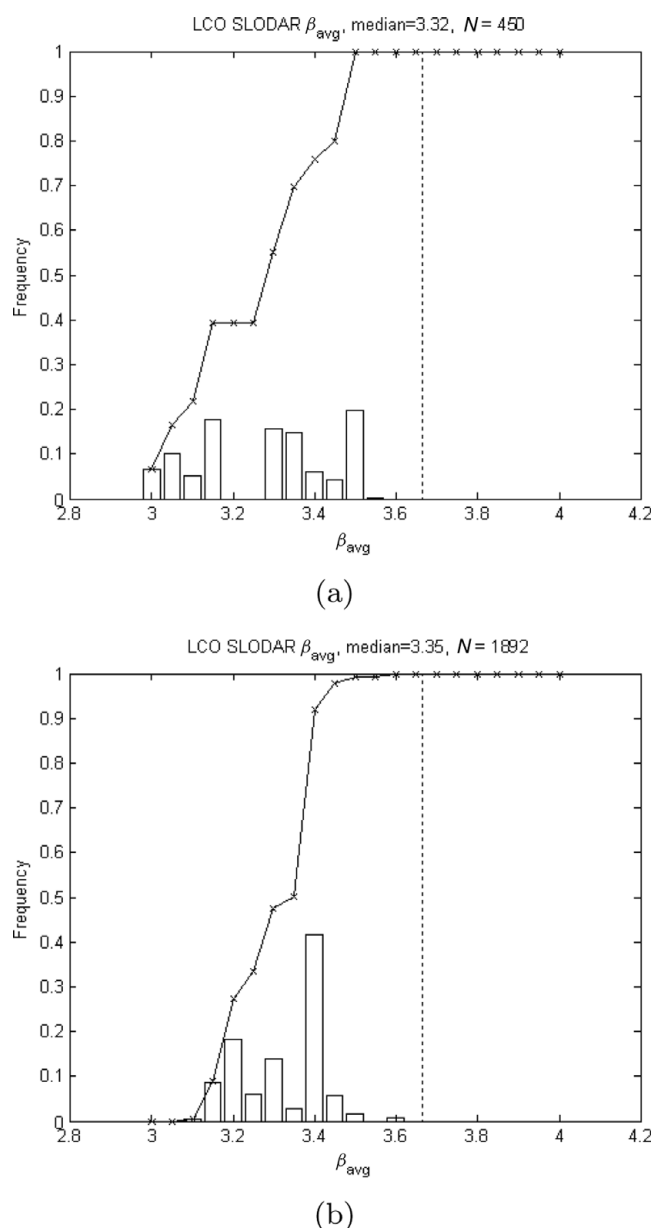 LCO SLODAR β_avg, median=3.32, N = 450
1
0.9
0.8
0.7
0.6
0.5
0.4
0.3
0.2
0.1
0
Frequency
2.8 3 3.2 3.4 3.6 3.8 4 4.2
β_avg
(a)
LCO SLODAR β_avg, median=3.35, N = 1892
1
0.9
0.8
0.7
0.6
0.5
0.4
0.3
0.2
0.1
0
Frequency
2.8 3 3.2 3.4 3.6 3.8 4 4.2
β_avg
(b)